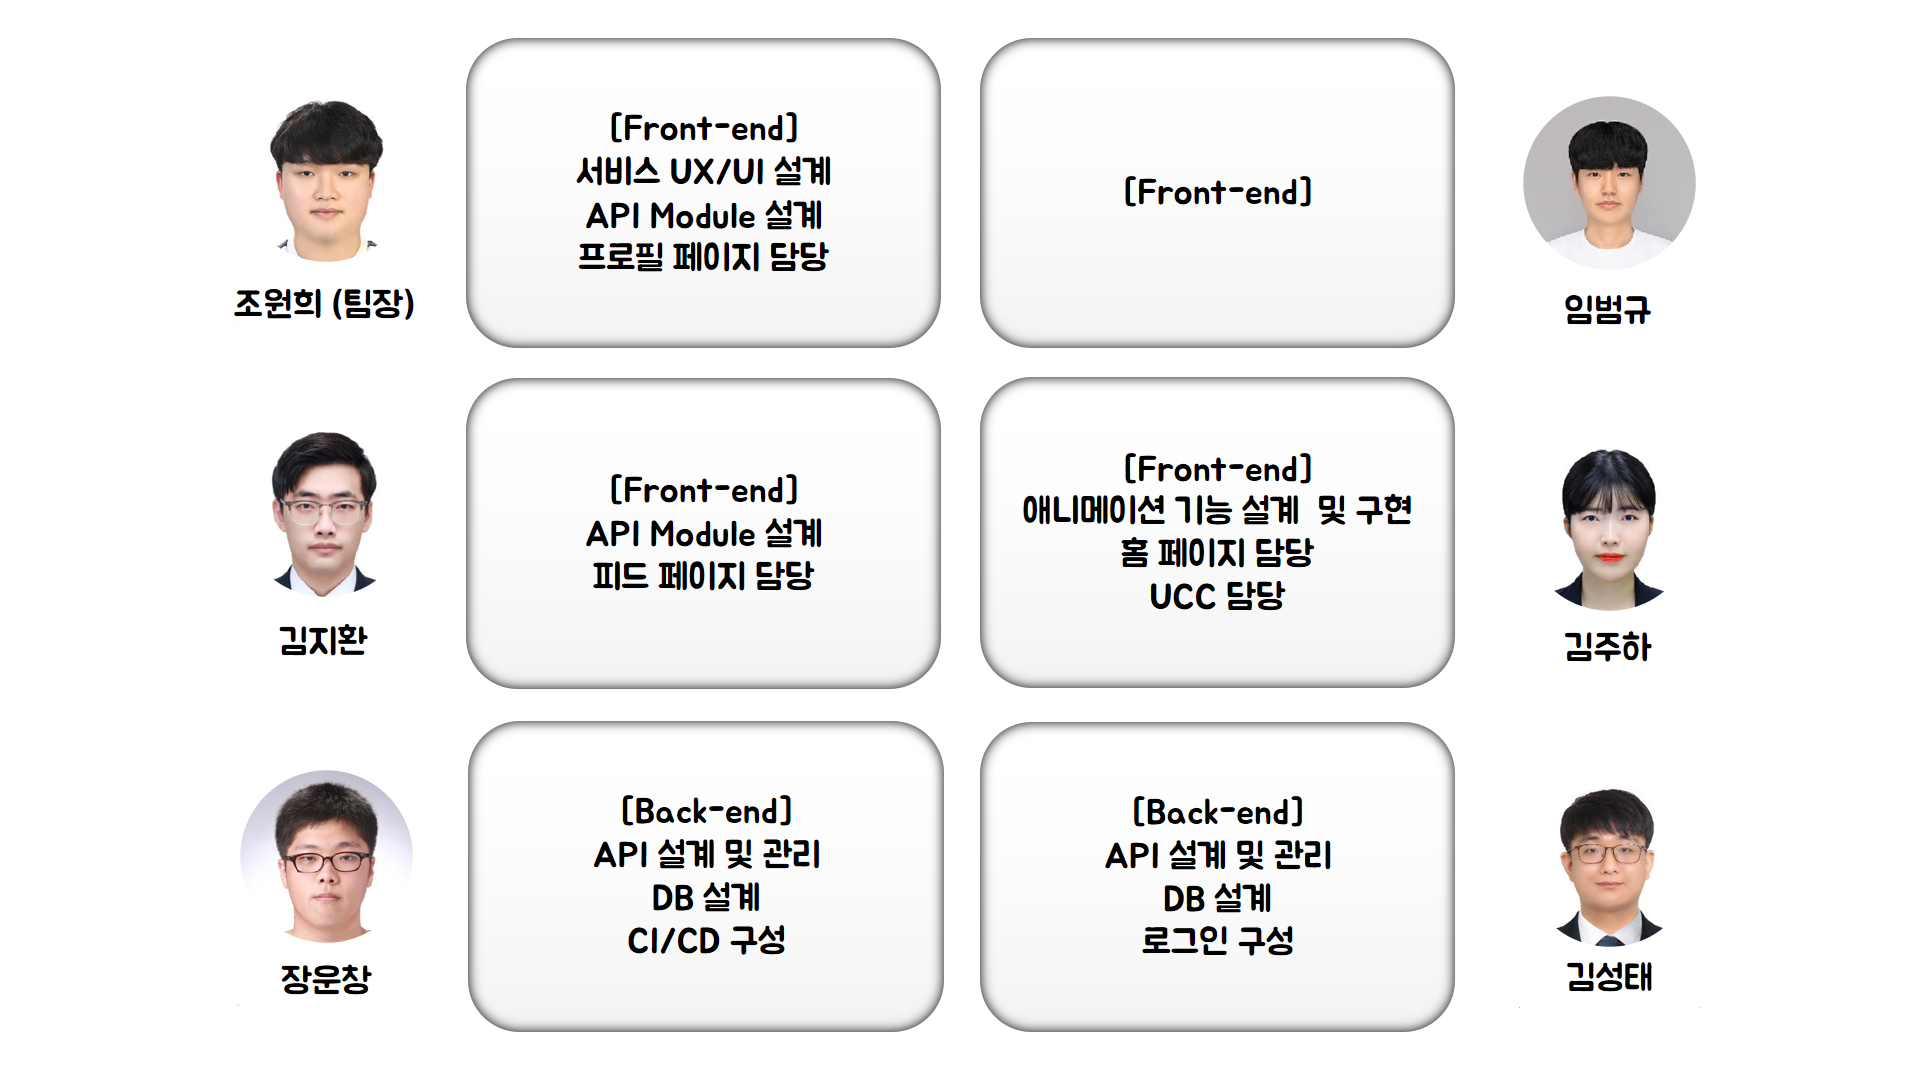 [Front-end]
서비스 UX/UI 설계
API Module 설계
프로필 페이지 담당
조원희 (팀장)
[Front-end]
임범규
[Front-end]
API Module 설계
피드 페이지 담당
김지환
[Front-end]
애니메이션 기능 설계  및 구현
홈 페이지 담당
UCC 담당
김주하
[Back-end]
API 설계 및 관리
DB 설계
CI/CD 구성
장운창
[Back-end]
API 설계 및 관리
DB 설계
로그인 구성
김성태